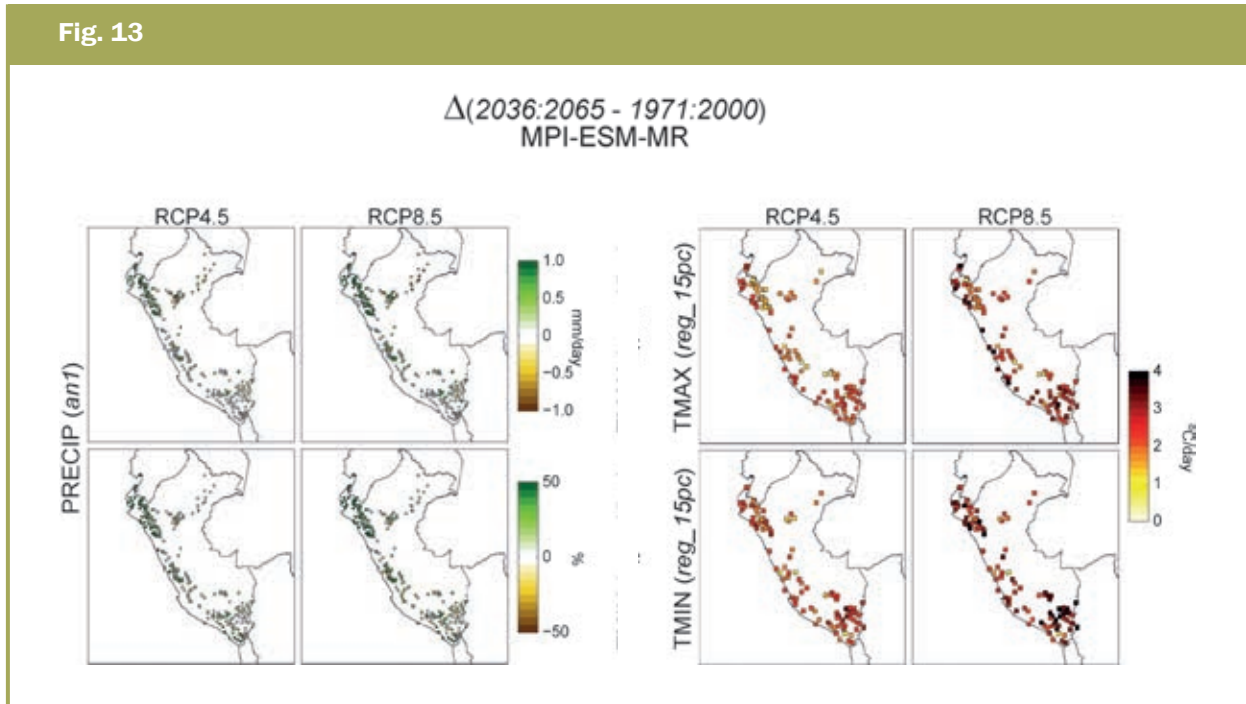 Fig. 13
Δ(2036:2065 - 1971:2000)
MPI-ESM-MR
RCP4.5
RCP8.5
PRECIP (an1)
1.0
0.5
0
−0.5
−1.0
mm/day
50
0
−50
%
RCP4.5
RCP8.5
TMAX (reg_15pc)
TMIN (reg_15pc)
4
3
2
1
0
ºC/day